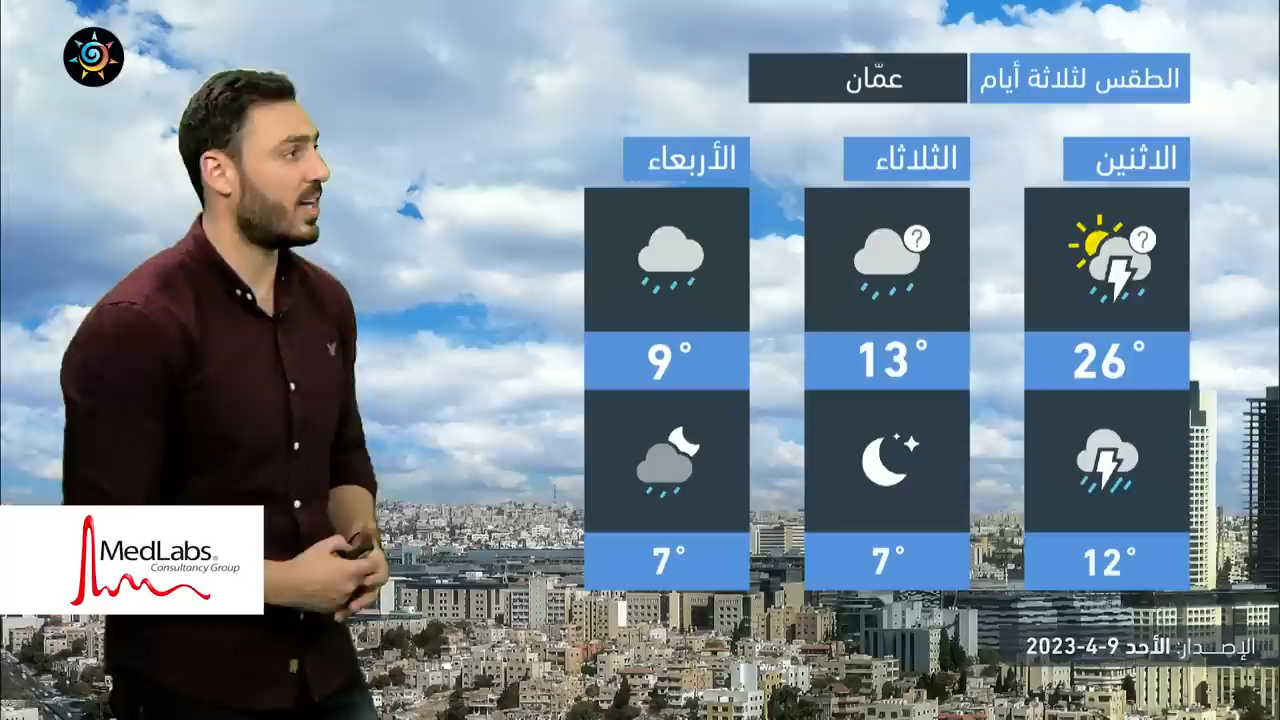 الطقس لثلاثة أيام
عمّان
الاثنين
الثلاثاء
الأربعاء
?
?
26°
13°
9°
12°
7°
7°
MedLabs®
Consultancy Group
الإصــدار: الأحد 9-4-2023